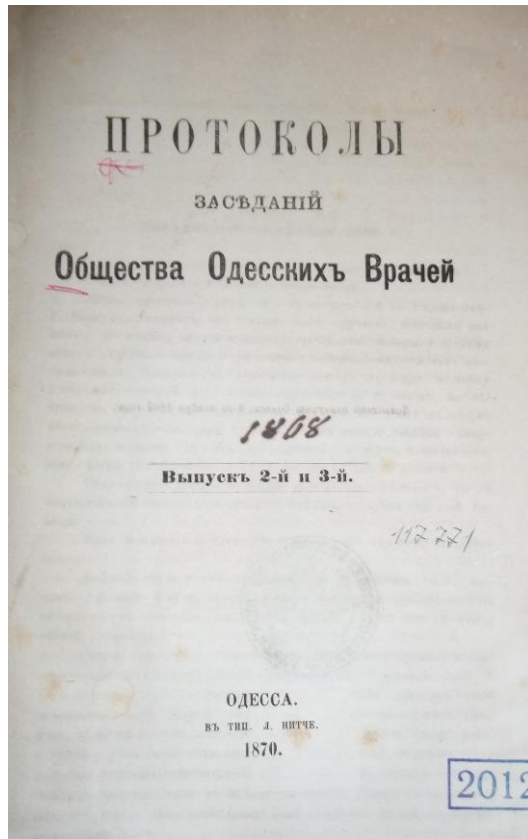 ПРОТОКОЛЫ
ЗАСѢДАНІЙ
Общества Одесскихъ Врачей
1868
Выпускъ 2-й и 3-й.
117771
ОДЕССА.
ВЪ ТИП. Л. НИТЧЕ.
1870.
2012